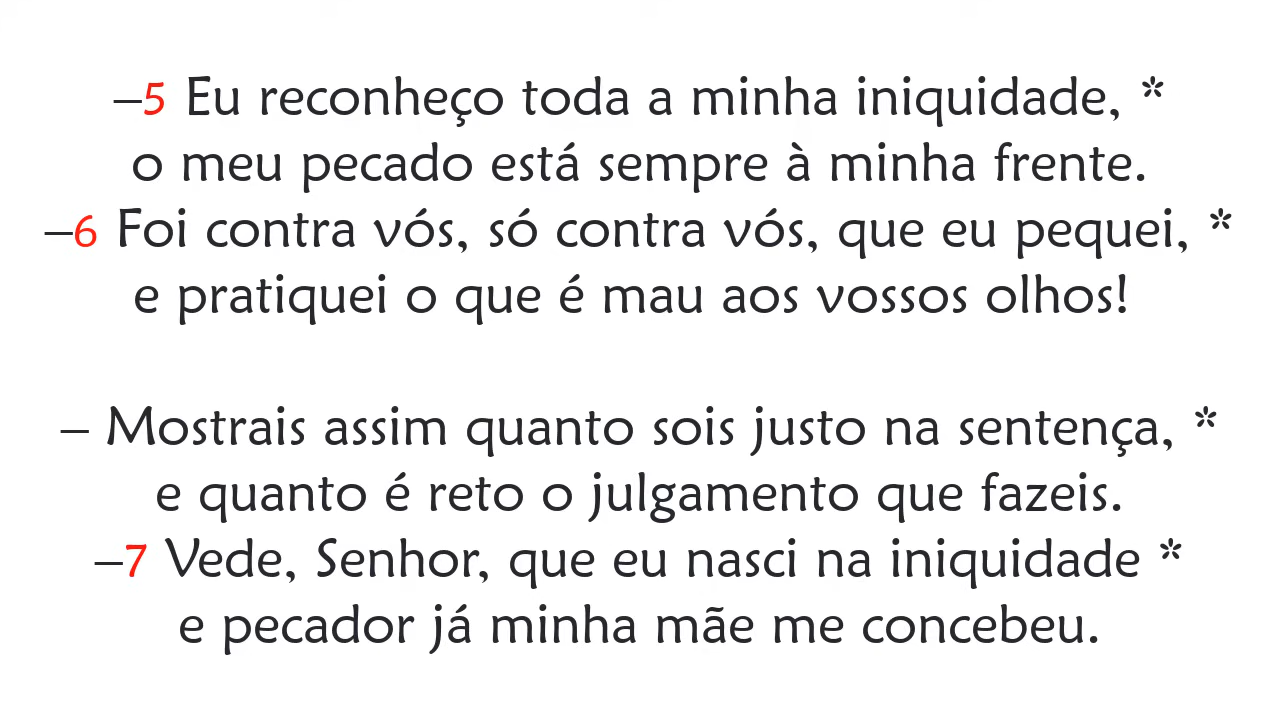 –5 Eu reconheço toda a minha iniquidade, *
o meu pecado está sempre à minha frente.
–6 Foi contra vós, só contra vós, que eu pequei, *
e pratiquei o que é mau aos vossos olhos!
– Mostrais assim quanto sois justo na sentença, *
e quanto é reto o julgamento que fazeis.
–7 Vede, Senhor, que eu nasci na iniquidade *
e pecador já minha mãe me concebeu.